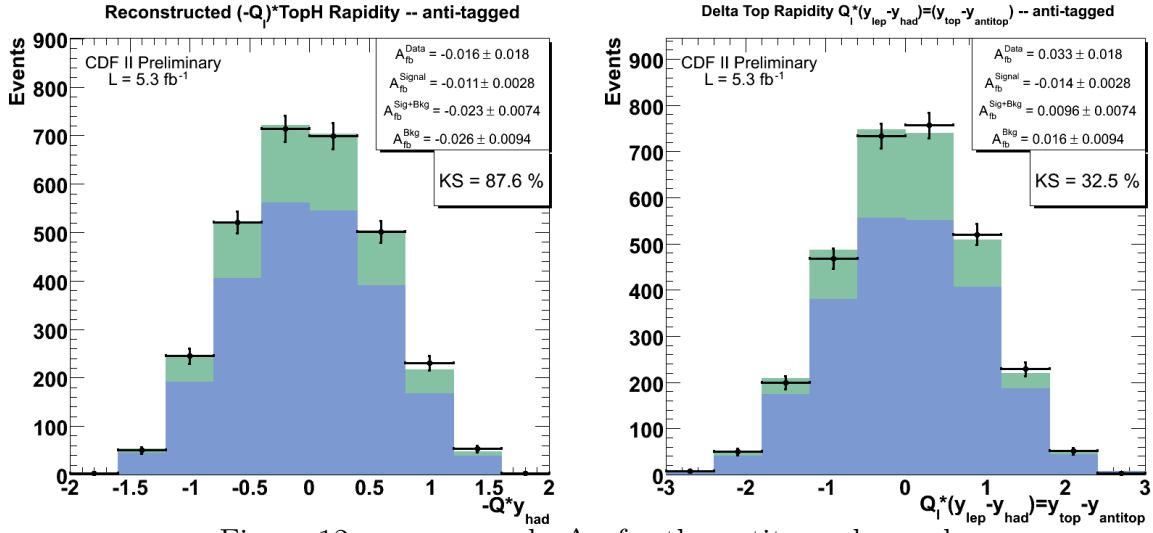 Reconstructed (-Q_l)*TopH Rapidity -- anti-tagged
Events
900
800
700
600
500
400
300
200
100
0
CDF II Preliminary
L = 5.3 fb⁻¹
A_fb^Data = -0.016 ± 0.018
A_fb^Signal = -0.011 ± 0.0028
A_fb^Sig+Bkg = -0.023 ± 0.0074
A_fb^Bkg = -0.026 ± 0.0094
KS = 87.6 %
-2 -1.5 -1 -0.5 0 0.5 1 1.5 2
-Q*y_had
Delta Top Rapidity Q_l*(y_lep-y_had)=(y_top-y_antitop) -- anti-tagged
Events
900
800
700
600
500
400
300
200
100
0
CDF II Preliminary
L = 5.3 fb⁻¹
A_fb^Data = 0.033 ± 0.018
A_fb^Signal = -0.014 ± 0.0028
A_fb^Sig+Bkg = 0.0096 ± 0.0074
A_fb^Bkg = 0.016 ± 0.0094
KS = 32.5 %
-3 -2 -1 0 1 2 3
Q_l*(y_lep-y_had)=y_top-y_antitop